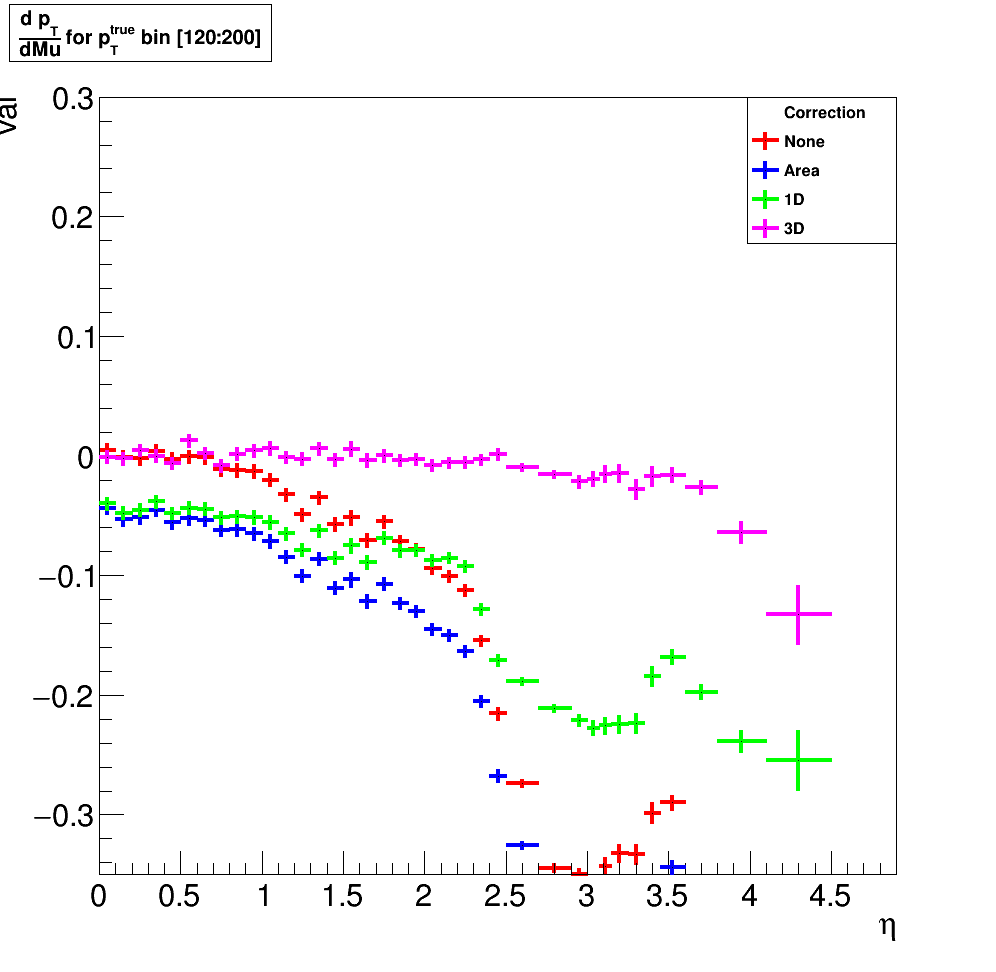 d p_T
dMu for p_T^true bin [120:200]
val
0.3
0.2
0.1
0
−0.1
−0.2
−0.3
Correction
None
Area
1D
3D
0 0.5 1 1.5 2 2.5 3 3.5 4 4.5
η